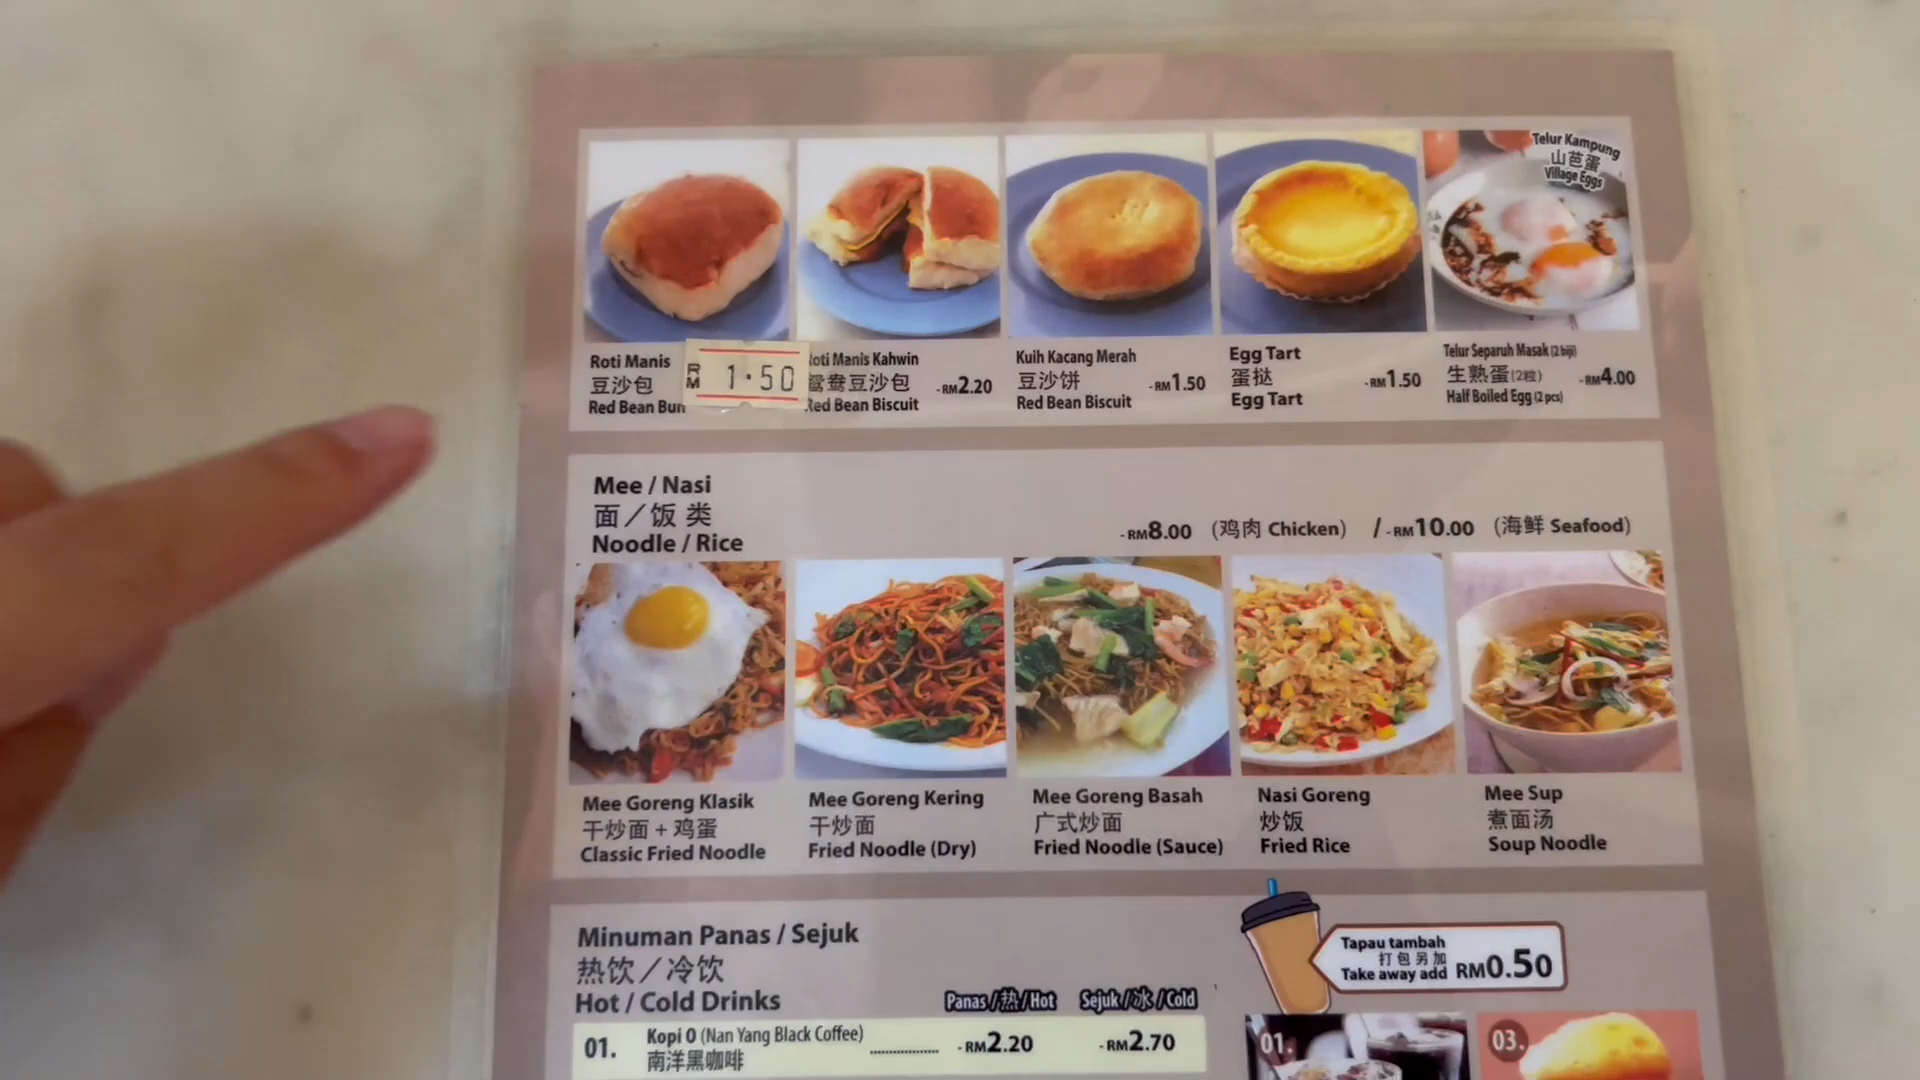 Telur Kampung
山芭蛋
Village Eggs
Roti Manis
豆沙包
Red Bean Bun
RM 1.50
oti Manis Kahwin
鸳鸯豆沙包
Red Bean Biscuit
-RM2.20
Kuih Kacang Merah
豆沙饼
Red Bean Biscuit
-RM1.50
Egg Tart
蛋挞
Egg Tart
-RM1.50
Telur Separuh Masak (2 biji)
生熟蛋(2粒)
Half Boiled Egg (2 pcs)
-RM4.00
Mee / Nasi
面／饭 类
Noodle / Rice
-RM8.00 (鸡肉 Chicken) / -RM10.00 (海鲜 Seafood)
Mee Goreng Klasik
干炒面 + 鸡蛋
Classic Fried Noodle
Mee Goreng Kering
干炒面
Fried Noodle (Dry)
Mee Goreng Basah
广式炒面
Fried Noodle (Sauce)
Nasi Goreng
炒饭
Fried Rice
Mee Sup
煮面汤
Soup Noodle
Minuman Panas / Sejuk
热饮／冷饮
Hot / Cold Drinks
Panas/热/Hot Sejuk/冰/Cold
Tapau tambah
打包另加
Take away add RM0.50
01. Kopi O (Nan Yang Black Coffee) .................. -RM2.20 -RM2.70
南洋黑咖啡
01.
03.